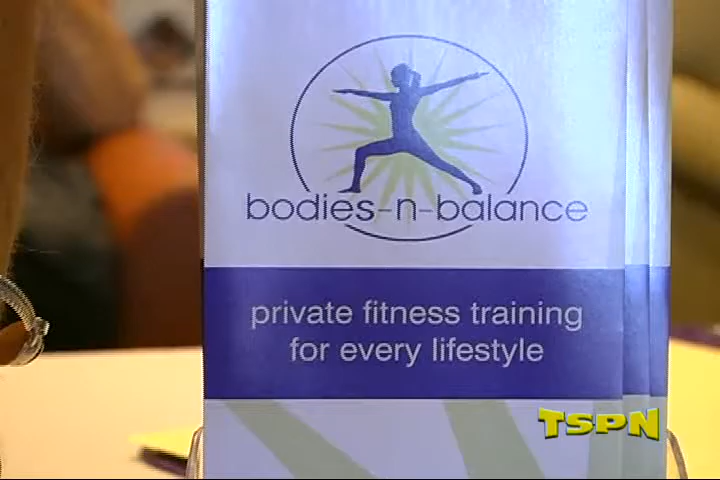 bodies-n-balance
private fitness training
for every lifestyle
TSPN